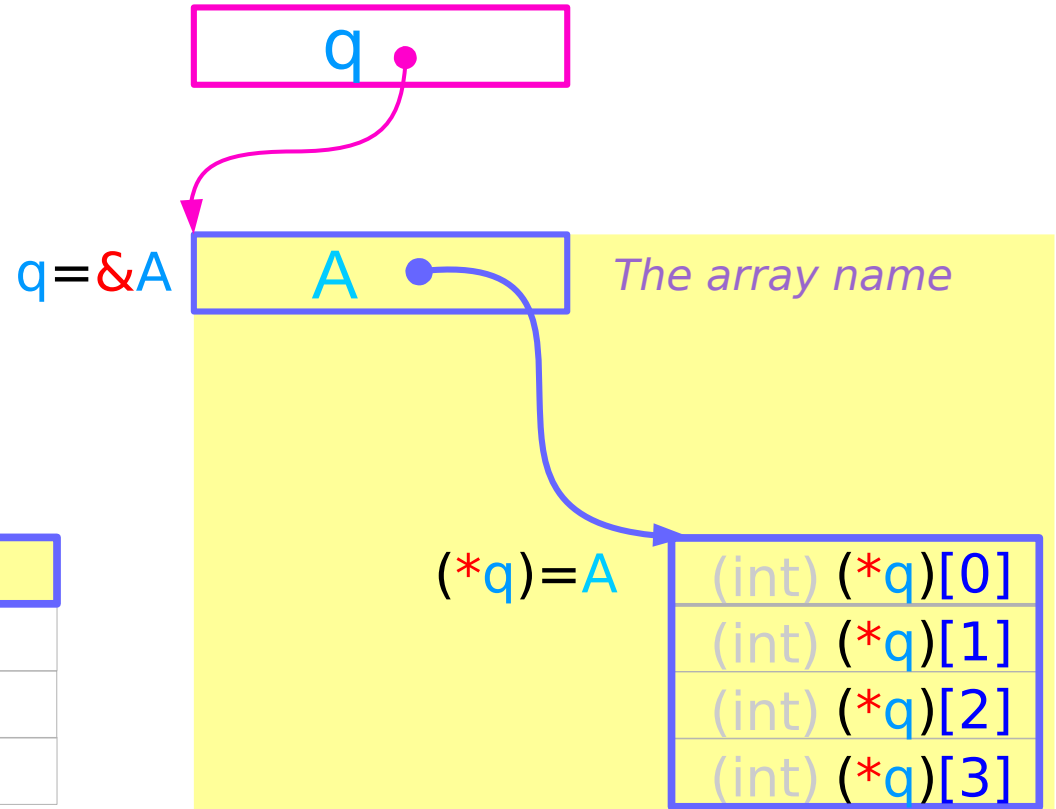 q
q=&A
A
The array name
(*q)=A
(int) (*q)[0]
(int) (*q)[1]
(int) (*q)[2]
(int) (*q)[3]